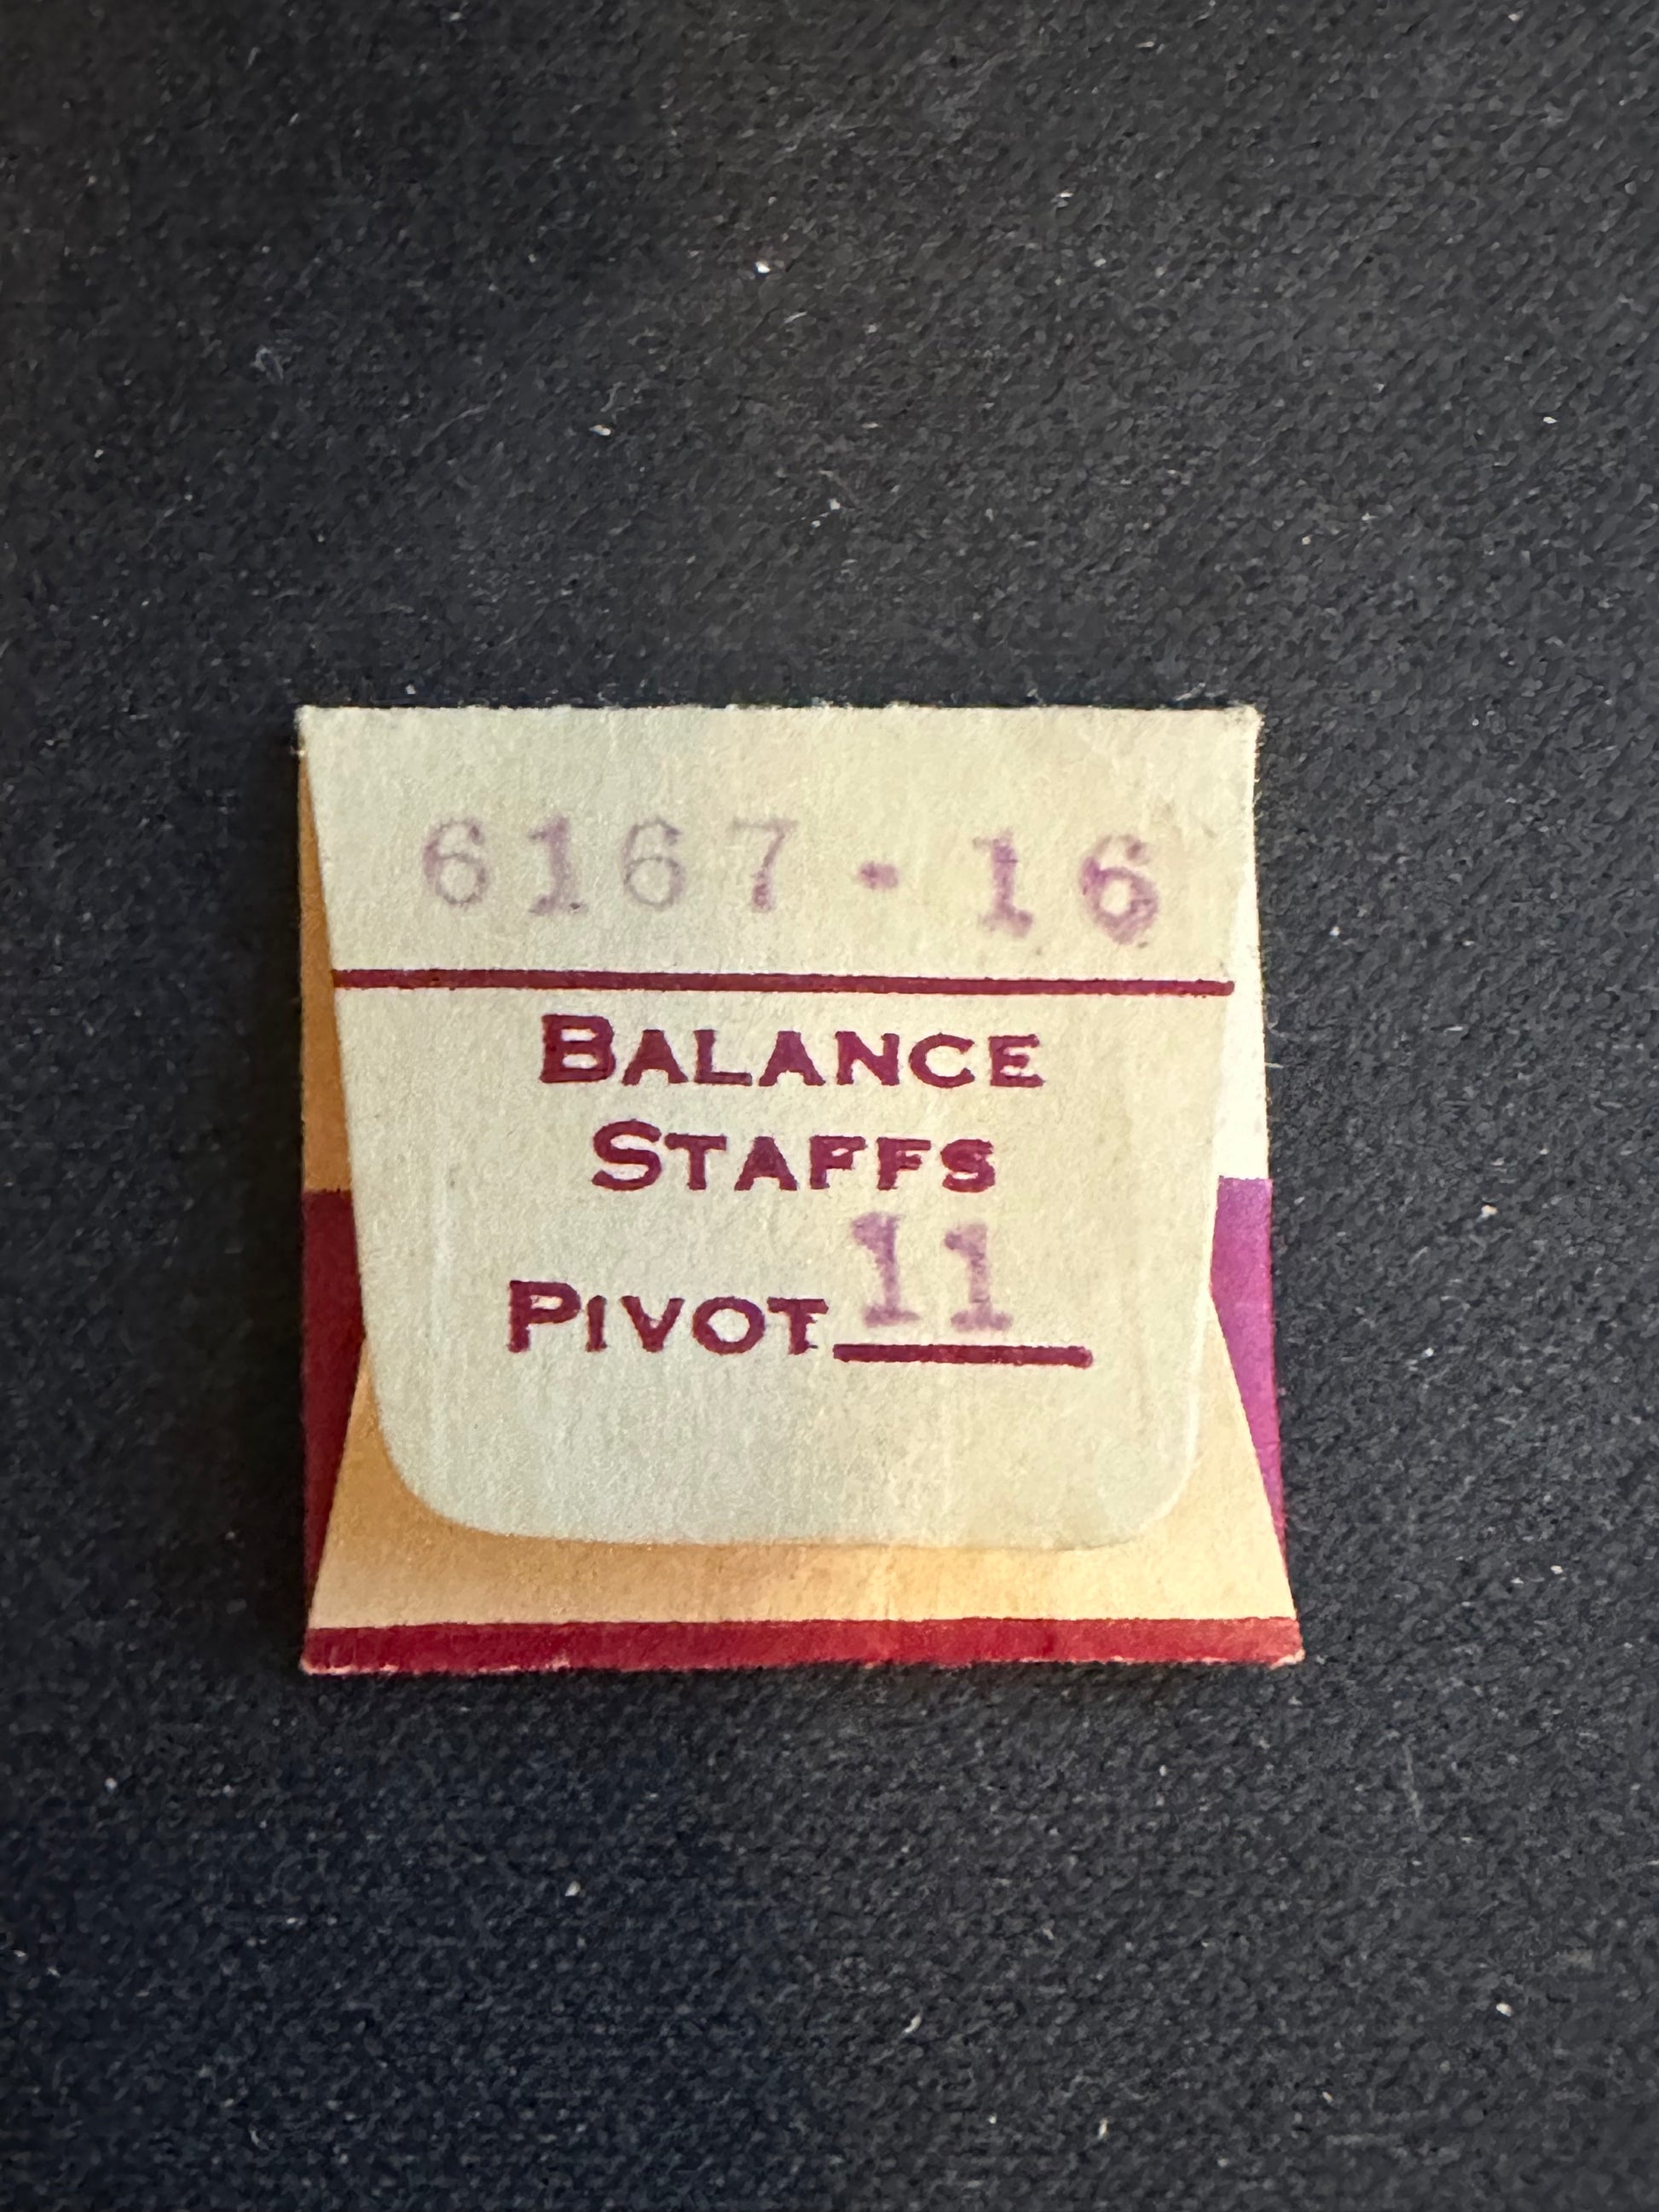 6167-16
BALANCE
STAFFS
PIVOT 11